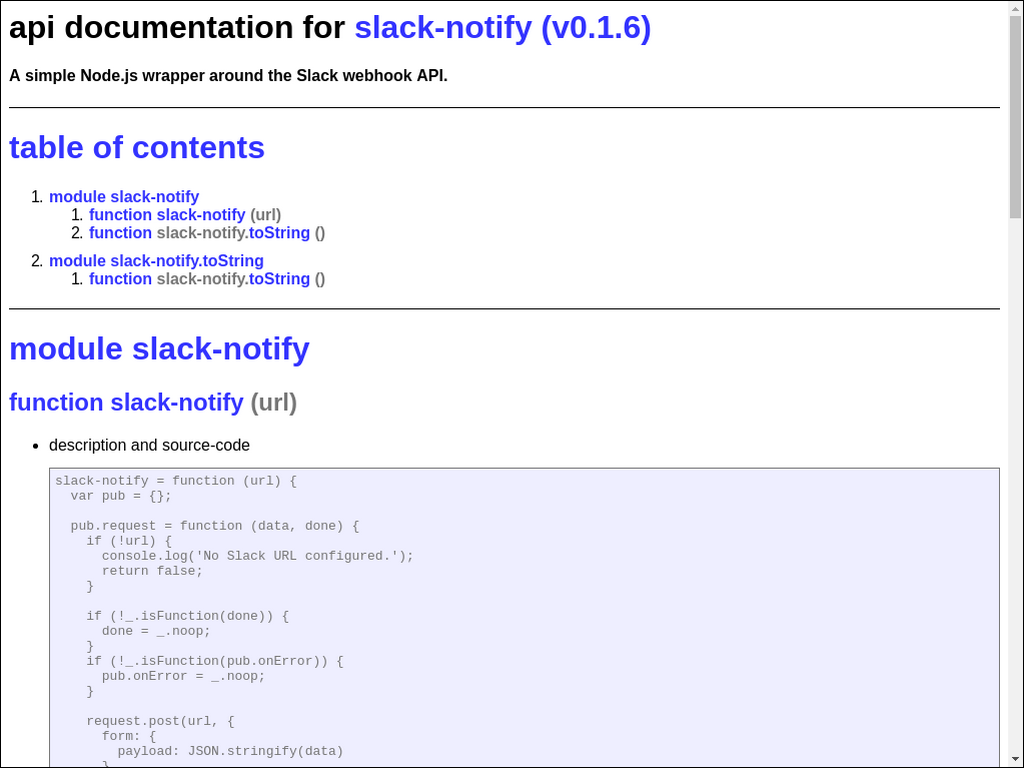 api documentation for slack-notify (v0.1.6)
A simple Node.js wrapper around the Slack webhook API.
table of contents
1. module slack-notify
1. function slack-notify (url)
2. function slack-notify.toString ()
2. module slack-notify.toString
1. function slack-notify.toString ()
module slack-notify
function slack-notify (url)
• description and source-code
slack-notify = function (url) {
  var pub = {};
  pub.request = function (data, done) {
    if (!url) {
      console.log('No Slack URL configured.');
      return false;
    }
    if (!_.isFunction(done)) {
      done = _.noop;
    }
    if (!_.isFunction(pub.onError)) {
      pub.onError = _.noop;
    }
    request.post(url, {
      form: {
        payload: JSON.stringify(data)
      }